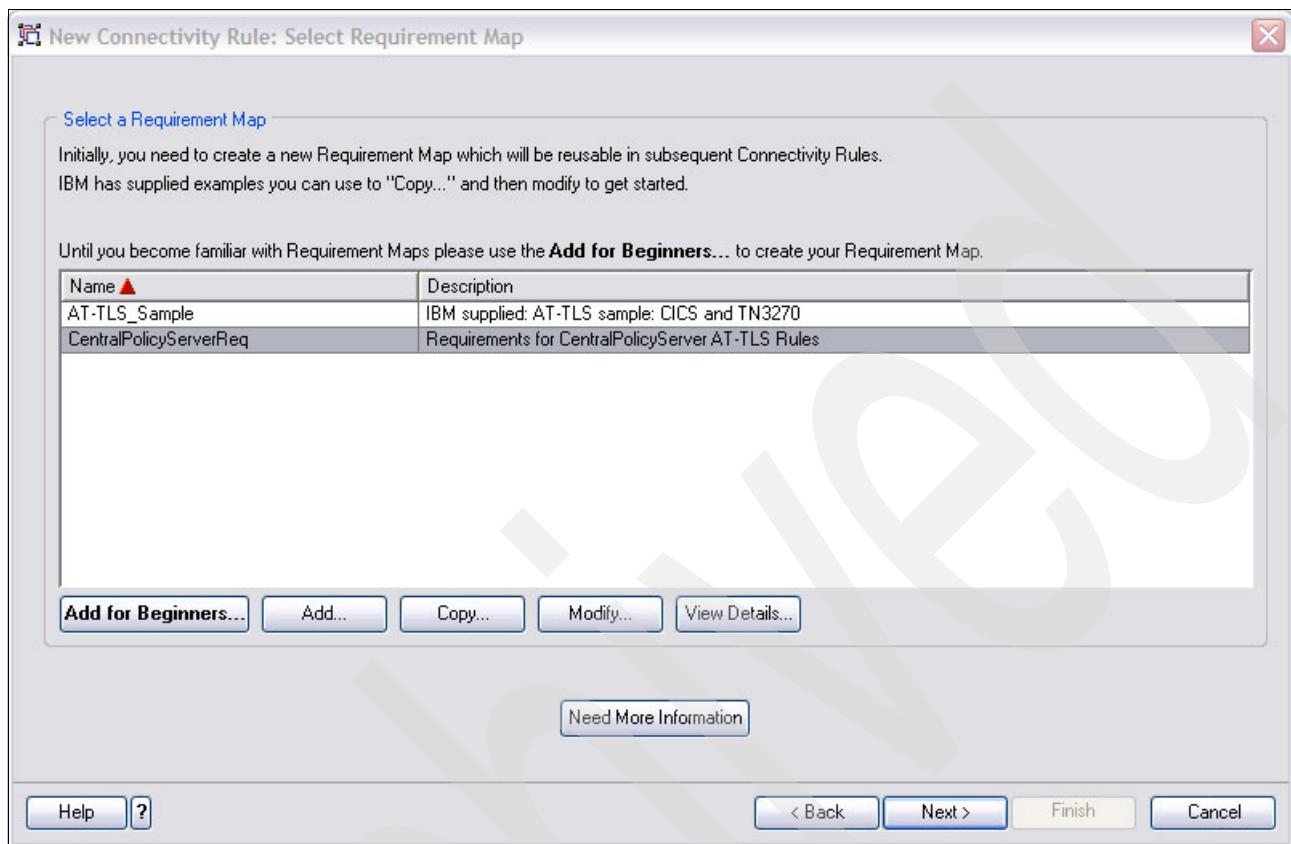 New Connectivity Rule: Select Requirement Map
Select a Requirement Map
Initially, you need to create a new Requirement Map which will be reusable in subsequent Connectivity Rules.
IBM has supplied examples you can use to "Copy..." and then modify to get started.
Until you become familiar with Requirement Maps please use the Add for Beginners... to create your Requirement Map.
Name Description
AT-TLS_Sample IBM supplied: AT-TLS sample: CICS and TN3270
CentralPolicyServerReq Requirements for CentralPolicyServer AT-TLS Rules
Add for Beginners... Add... Copy... Modify... View Details...
Need More Information
Help ? < Back Next > Finish Cancel
hived